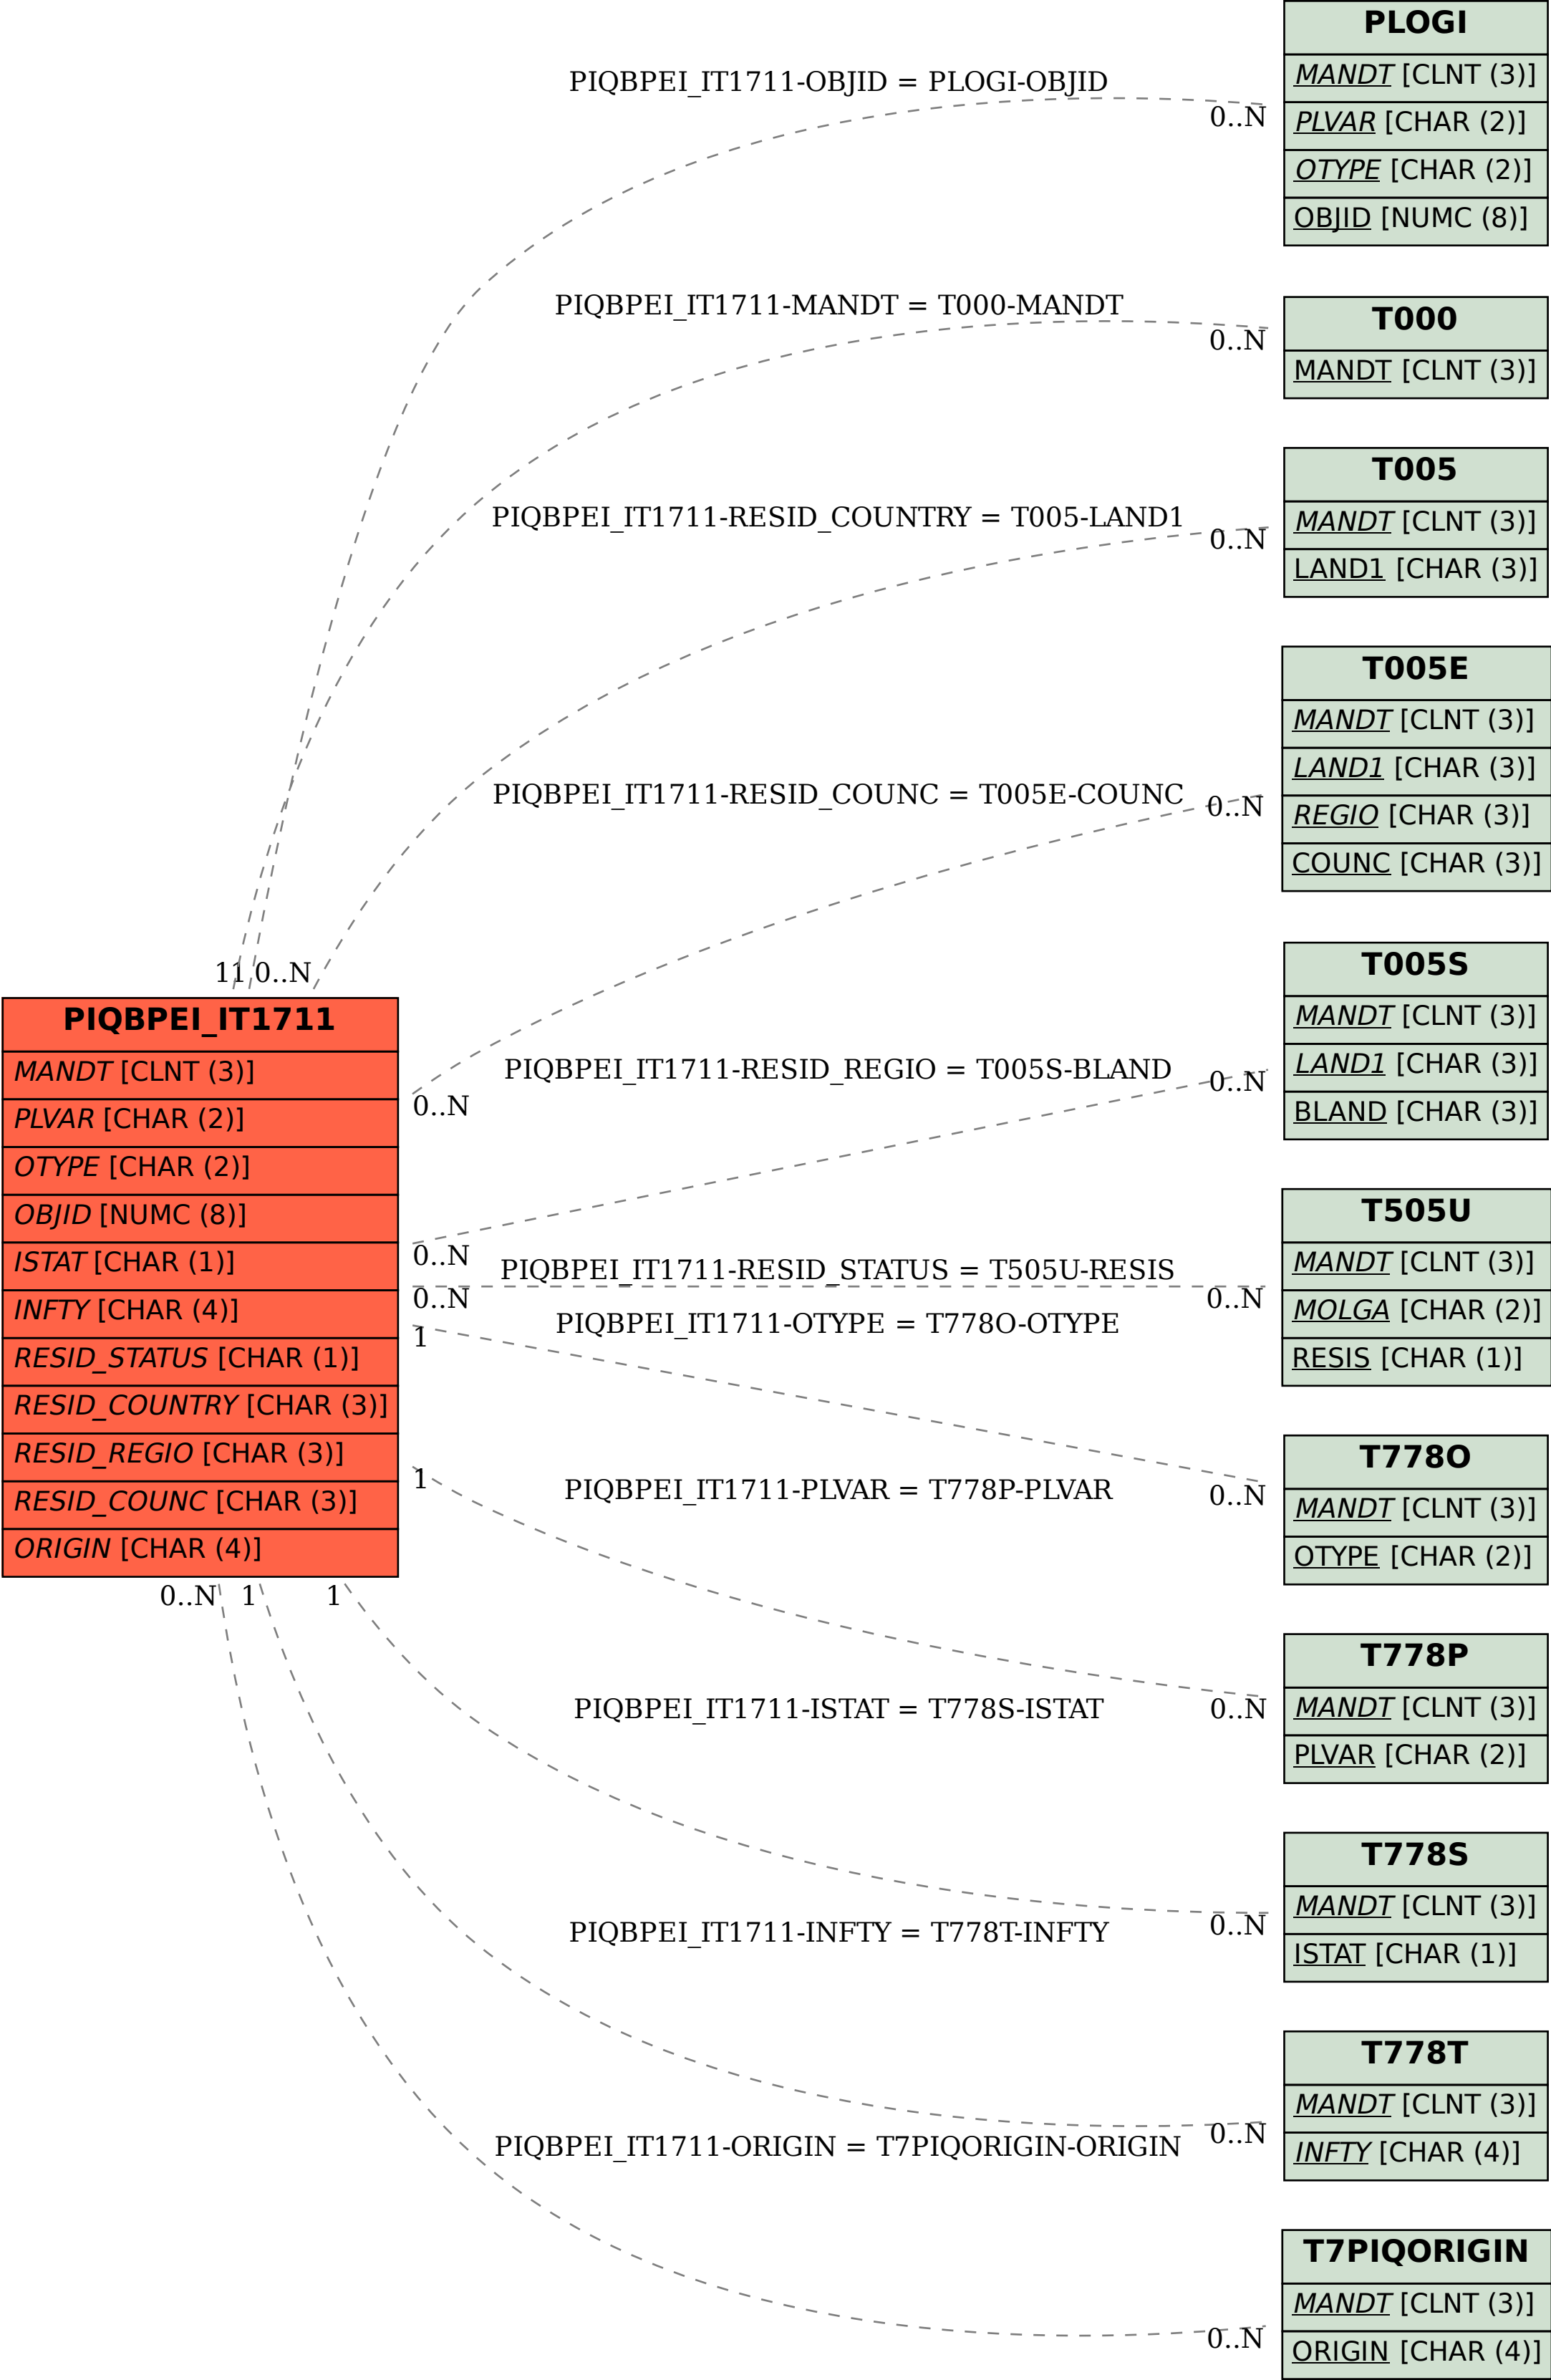 PLOGI
MANDT [CLNT (3)]
PLVAR [CHAR (2)]
OTYPE [CHAR (2)]
OBJID [NUMC (8)]
PIQBPEI_IT1711-OBJID = PLOGI-OBJID
0..N
T000
MANDT [CLNT (3)]
PIQBPEI_IT1711-MANDT = T000-MANDT
0..N
T005
MANDT [CLNT (3)]
LAND1 [CHAR (3)]
PIQBPEI_IT1711-RESID_COUNTRY = T005-LAND1
0..N
T005E
MANDT [CLNT (3)]
LAND1 [CHAR (3)]
REGIO [CHAR (3)]
COUNC [CHAR (3)]
PIQBPEI_IT1711-RESID_COUNC = T005E-COUNC
0..N
1
1
0..N
PIQBPEI_IT1711
MANDT [CLNT (3)]
PLVAR [CHAR (2)]
OTYPE [CHAR (2)]
OBJID [NUMC (8)]
ISTAT [CHAR (1)]
INFTY [CHAR (4)]
RESID_STATUS [CHAR (1)]
RESID_COUNTRY [CHAR (3)]
RESID_REGIO [CHAR (3)]
RESID_COUNC [CHAR (3)]
ORIGIN [CHAR (4)]
0..N
0..N
0..N
1
1
0..N
1
1
T005S
MANDT [CLNT (3)]
LAND1 [CHAR (3)]
BLAND [CHAR (3)]
PIQBPEI_IT1711-RESID_REGIO = T005S-BLAND
0..N
T505U
MANDT [CLNT (3)]
MOLGA [CHAR (2)]
RESIS [CHAR (1)]
PIQBPEI_IT1711-RESID_STATUS = T505U-RESIS
0..N
PIQBPEI_IT1711-OTYPE = T778O-OTYPE
T778O
MANDT [CLNT (3)]
OTYPE [CHAR (2)]
0..N
PIQBPEI_IT1711-PLVAR = T778P-PLVAR
T778P
MANDT [CLNT (3)]
PLVAR [CHAR (2)]
0..N
PIQBPEI_IT1711-ISTAT = T778S-ISTAT
T778S
MANDT [CLNT (3)]
ISTAT [CHAR (1)]
0..N
PIQBPEI_IT1711-INFTY = T778T-INFTY
T778T
MANDT [CLNT (3)]
INFTY [CHAR (4)]
0..N
PIQBPEI_IT1711-ORIGIN = T7PIQORIGIN-ORIGIN
T7PIQORIGIN
MANDT [CLNT (3)]
ORIGIN [CHAR (4)]
0..N